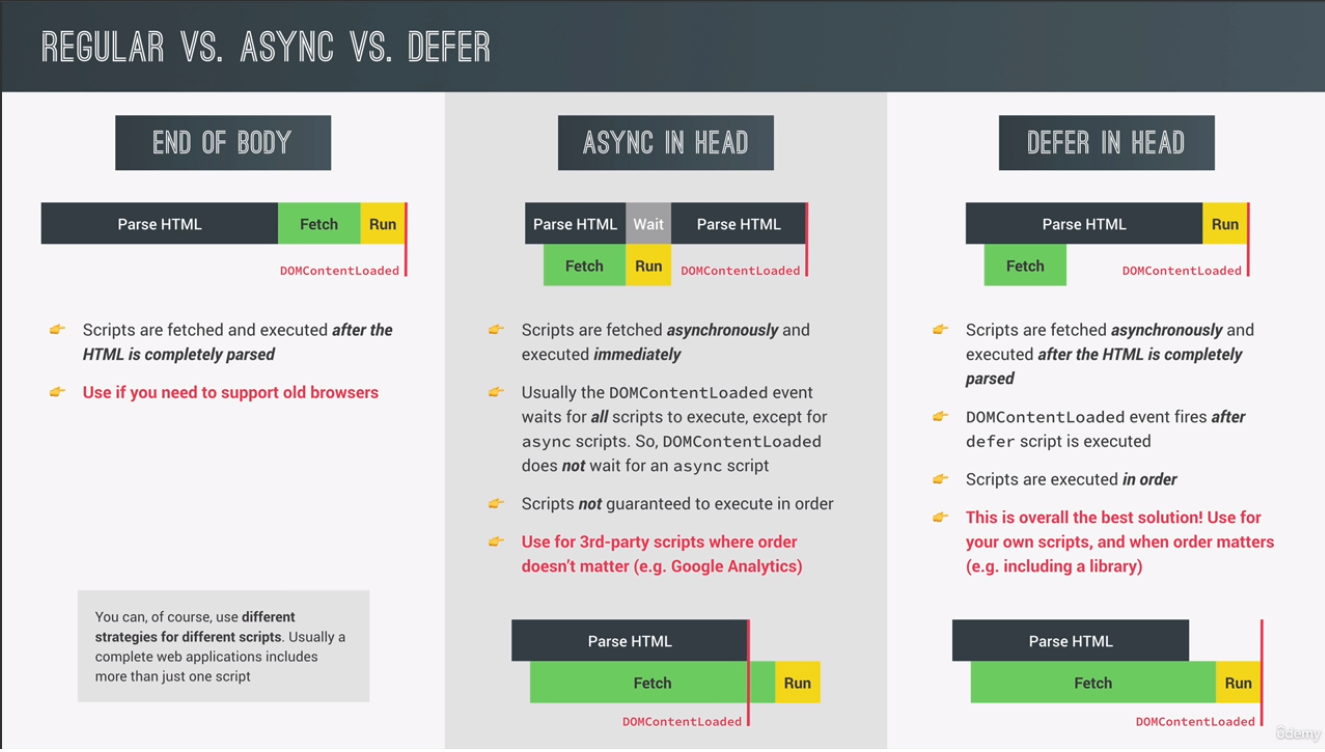 REGULAR VS. ASYNC VS. DEFER
END OF BODY
Parse HTML
Fetch
Run
DOMContentLoaded
Scripts are fetched and executed after the
HTML is completely parsed
Use if you need to support old browsers
You can, of course, use different
strategies for different scripts. Usually a
complete web applications includes
more than just one script
ASYNC IN HEAD
Parse HTML
Wait
Parse HTML
Fetch
Run
DOMContentLoaded
Scripts are fetched asynchronously and
executed immediately
Usually the DOMContentLoaded event
waits for all scripts to execute, except for
async scripts. So, DOMContentLoaded
does not wait for an async script
Scripts not guaranteed to execute in order
Use for 3rd-party scripts where order
doesn't matter (e.g. Google Analytics)
Parse HTML
Fetch
Run
DOMContentLoaded
DEFER IN HEAD
Parse HTML
Run
Fetch
DOMContentLoaded
Scripts are fetched asynchronously and
executed after the HTML is completely
parsed
DOMContentLoaded event fires after
defer script is executed
Scripts are executed in order
This is overall the best solution! Use for
your own scripts, and when order matters
(e.g. including a library)
Parse HTML
Fetch
Run
DOMContentLoaded
ûdemy